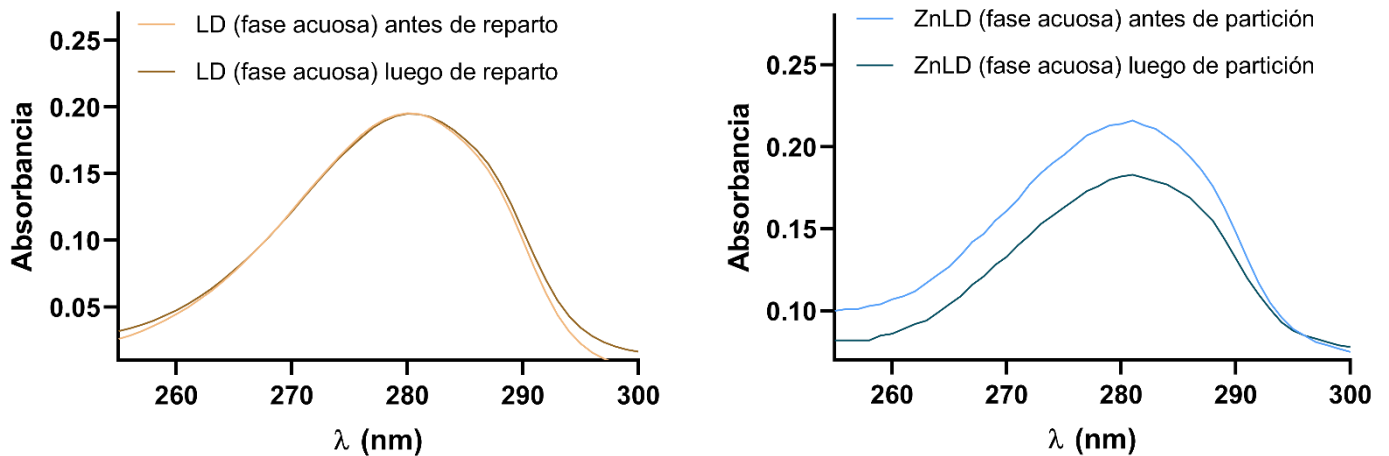 LD (fase acuosa) antes de reparto
LD (fase acuosa) luego de reparto
Absorbancia
0.25
0.20
0.15
0.10
0.05
260 270 280 290 300
λ (nm)
ZnLD (fase acuosa) antes de partición
ZnLD (fase acuosa) luego de partición
Absorbancia
0.25
0.20
0.15
0.10
260 270 280 290 300
λ (nm)